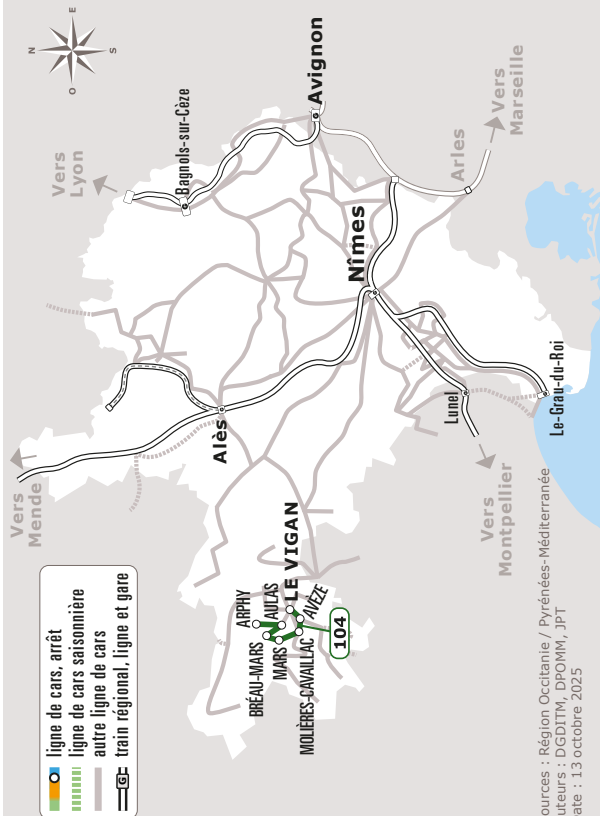 N
E
S
O
Vers
Lyon
Bagnols-sur-Cèze
Avignon
Vers
Marseille
Arles
Nîmes
Vers
Mende
Alès
Lunel
Le-Grau-du-Roi
Vers
Montpellier
ARPHY
AULAS
LE VIGAN
AVÈZE
BRÉAU-MARS
MARS
MOLIÈRES-CAVAILLAC
104
ligne de cars, arrêt
ligne de cars saisonnière
autre ligne de cars
G train régional, ligne et gare
ources : Région Occitanie / Pyrénées-Méditerranée
uteurs : DGDITM, DPOMM, JPT
ate : 13 octobre 2025